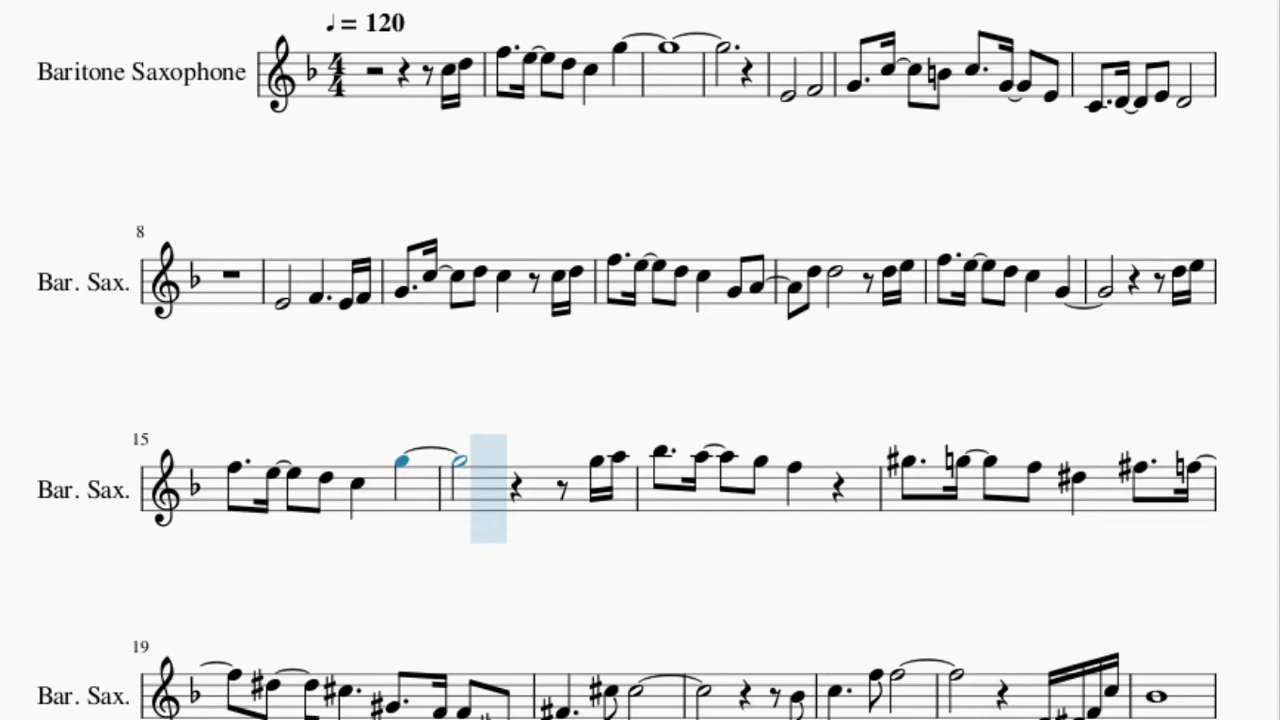 ♩ = 120
Baritone Saxophone
4
4
8
Bar. Sax.
15
Bar. Sax.
19
Bar. Sax.